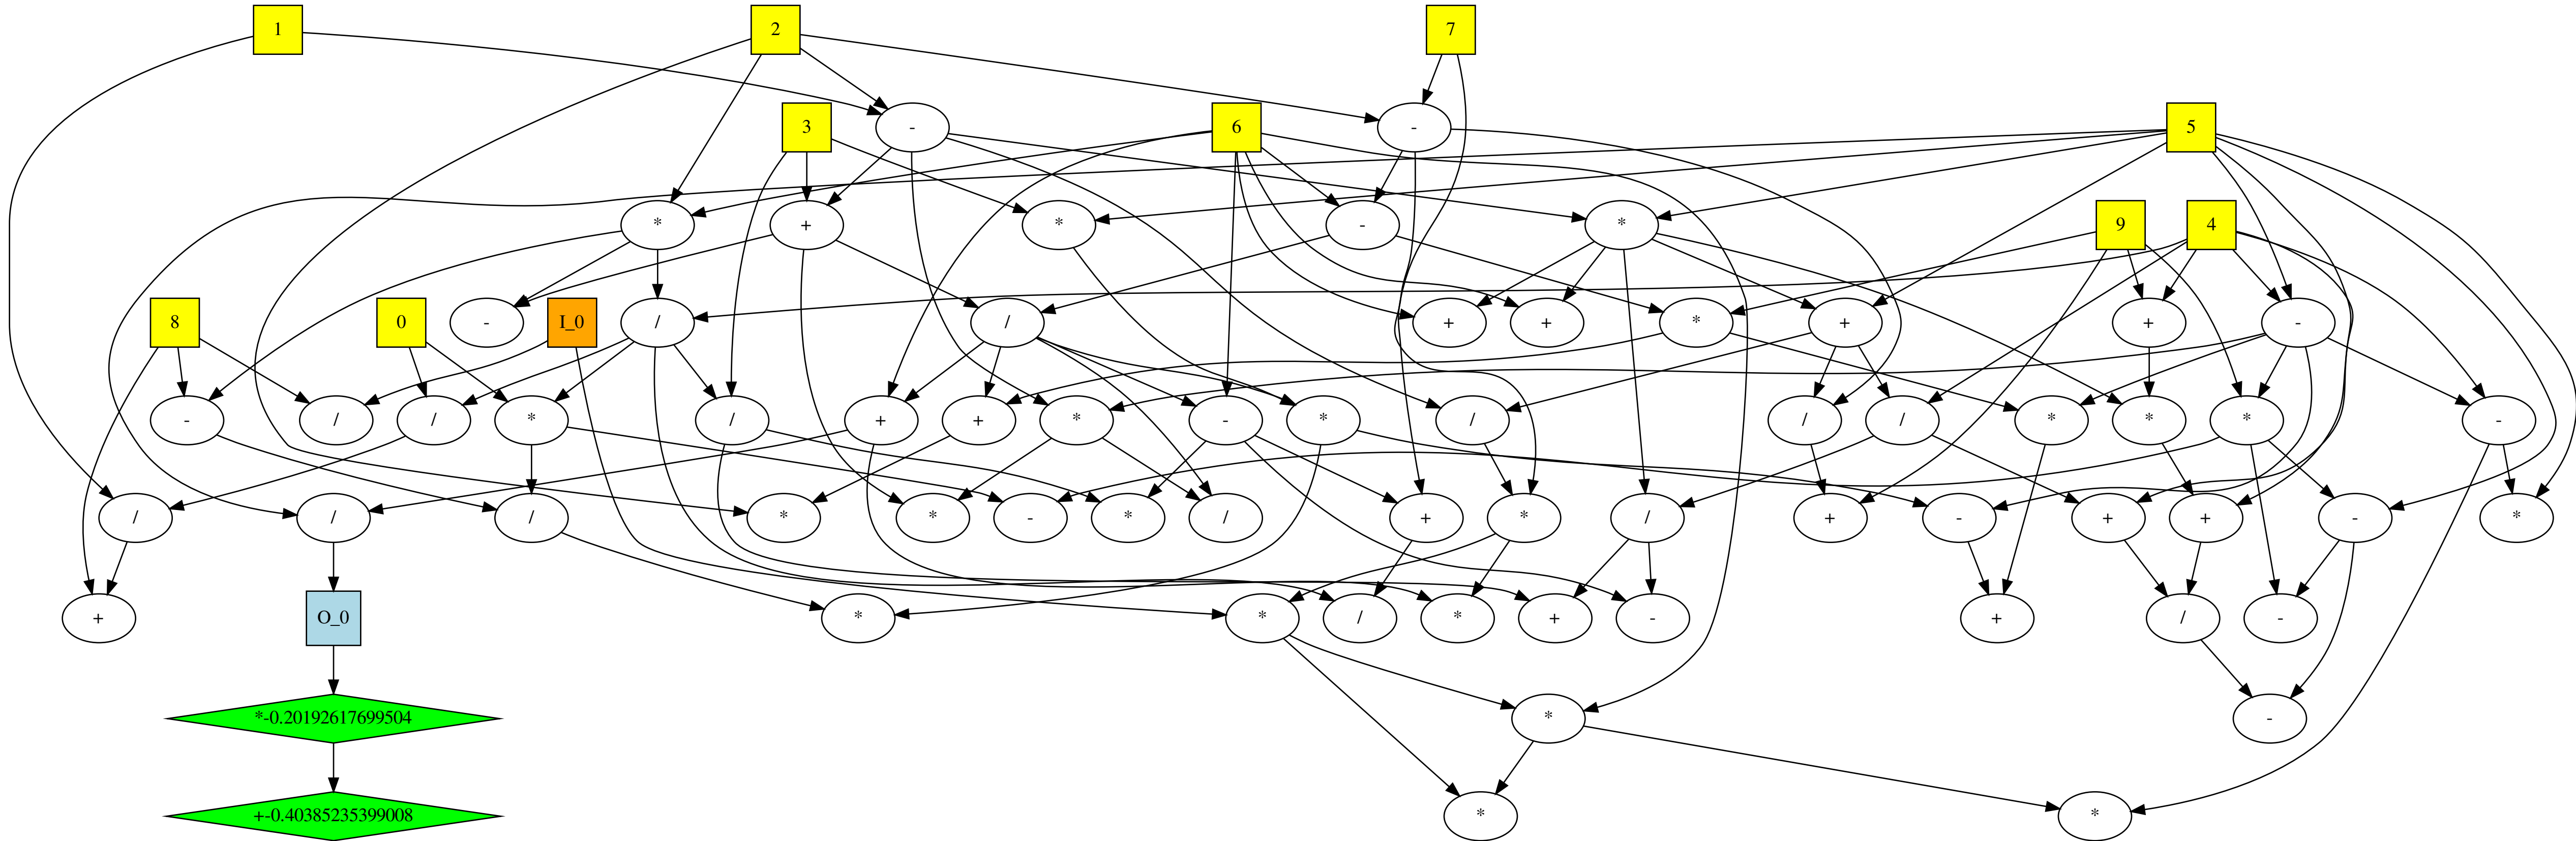 1 2 7
3 6 5
* + * - * 9 4
8 0 - I_0 / / + + * + + -
- / / * / + + * - * / / / * * * -
/ / / * * - * / + * / + - + + - *
+ O_0 * * / * + - + / -
*-0.20192617699504 * -
+-0.40385235399008 * *